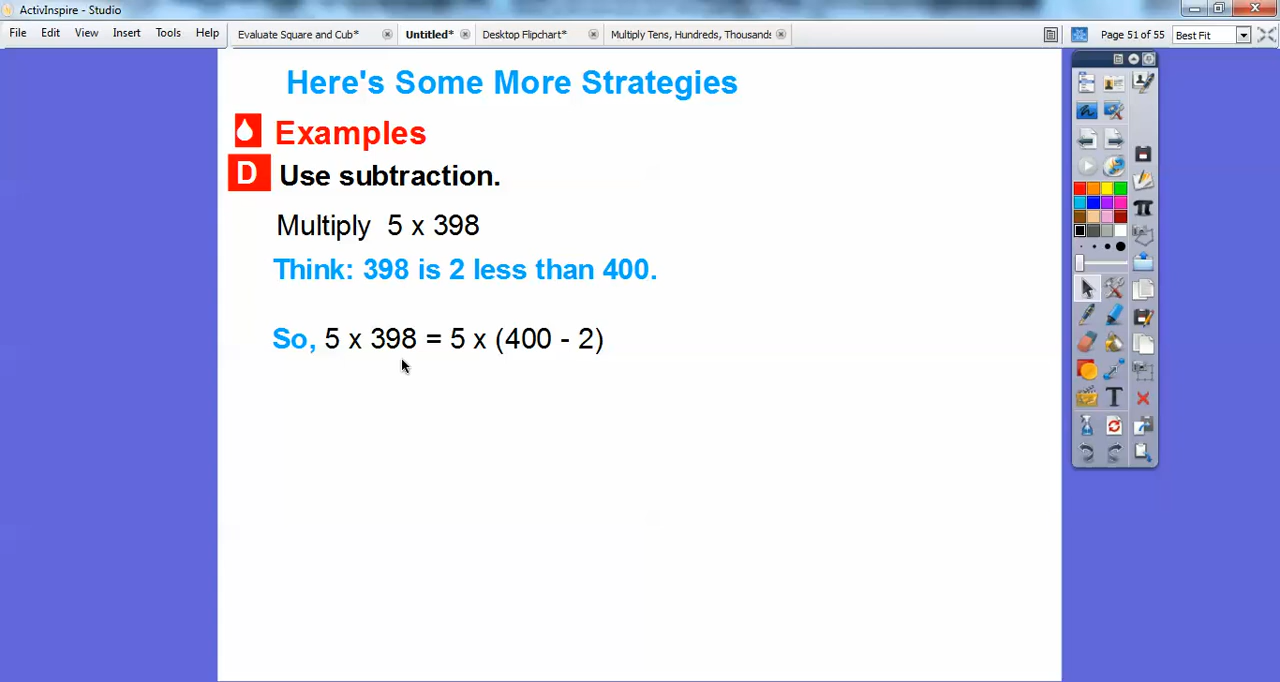 ActivInspire - Studio
File Edit View Insert Tools Help
Evaluate Square and Cub* Untitled* Desktop Flipchart* Multiply Tens, Hundreds, Thousands
Page 51 of 55 Best Fit
Here's Some More Strategies
Examples
D Use subtraction.
Multiply 5 x 398
Think: 398 is 2 less than 400.
So, 5 x 398 = 5 x (400 - 2)